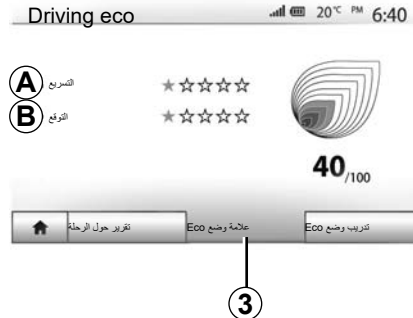 Driving eco 20°C PM 6:40
A التسريع
B التوقع
40/100
تقرير حول الرحلة علامة وضع Eco تدريب وضع Eco
3